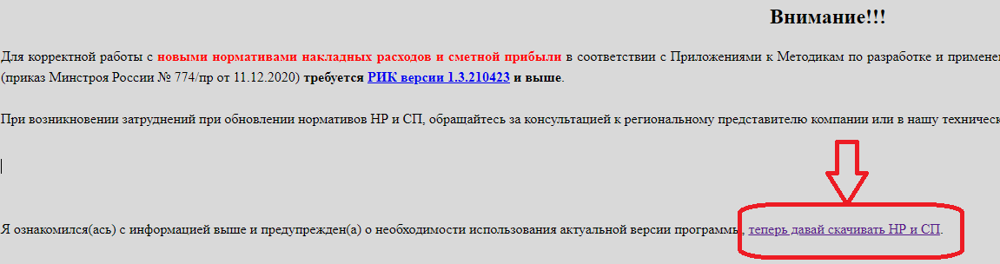 Внимание!!!
Для корректной работы с новыми нормативами накладных расходов и сметной прибыли в соответствии с Приложениями к Методикам по разработке и
(приказ Минстроя России № 774/пр от 11.12.2020) требуется РИК версии 1.3.210423 и выше.
При возникновении затруднений при обновлении нормативов НР и СП, обращайтесь за консультацией к региональному представителю компании или в нашу
Я ознакомился(ась) с информацией выше и предупрежден(а) о необходимости использования актуальной версии программы, теперь давай скачивать НР и СП.